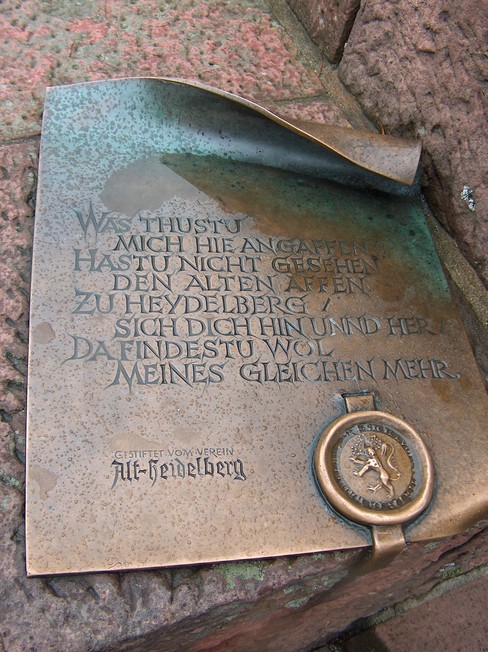 WAS THUSTU
MICH HIE ANGAFFEN?
HASTU NICHT GESEHEN
DEN ALTEN AFFEN
ZU HEYDELBERG /
SICH DICH HIN UNND HER /
DA FINDESTU WOL
MEINES GLEICHEN MEHR.
GESTIFTET VOM VEREIN
Alt-Heidelberg